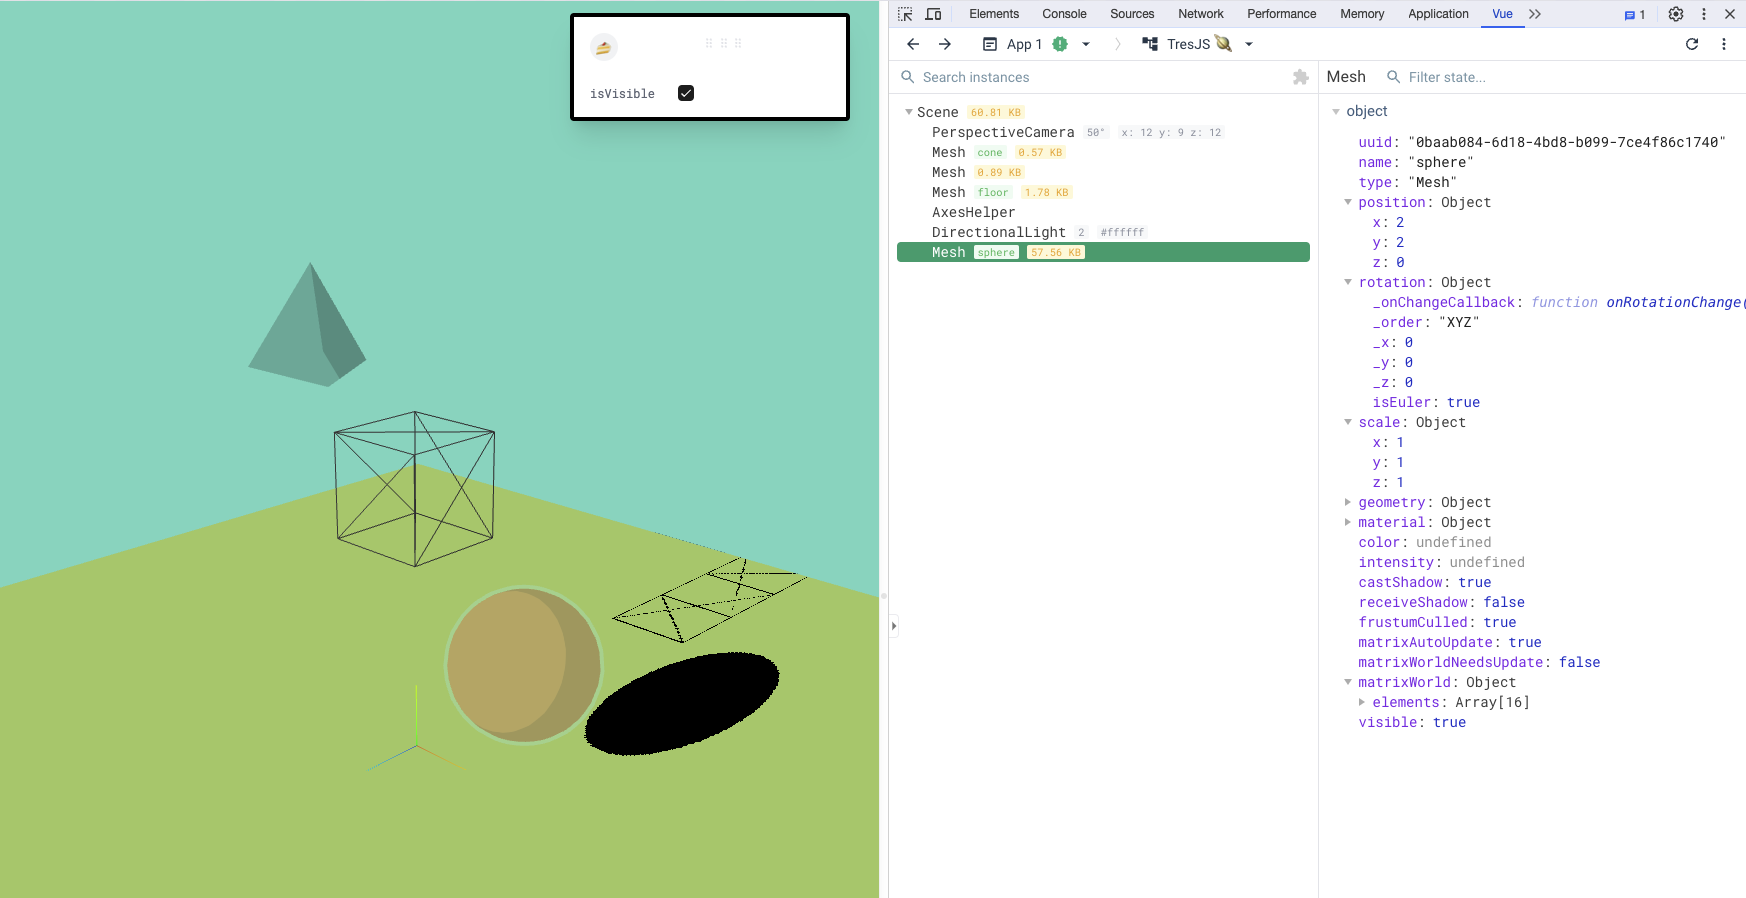 isVisible
Elements Console Sources Network Performance Memory Application Vue 1
App 1 TresJS
Search instances
Scene 60.81 KB
PerspectiveCamera 50° x: 12 y: 9 z: 12
Mesh cone 0.57 KB
Mesh 0.89 KB
Mesh floor 1.78 KB
AxesHelper
DirectionalLight 2 #ffffff
Mesh sphere 57.56 KB
Mesh Filter state...
object
uuid: "0baab084-6d18-4bd8-b099-7ce4f86c1740"
name: "sphere"
type: "Mesh"
position: Object
x: 2
y: 2
z: 0
rotation: Object
_onChangeCallback: function onRotationChange(
_order: "XYZ"
_x: 0
_y: 0
_z: 0
isEuler: true
scale: Object
x: 1
y: 1
z: 1
geometry: Object
material: Object
color: undefined
intensity: undefined
castShadow: true
receiveShadow: false
frustumCulled: true
matrixAutoUpdate: true
matrixWorldNeedsUpdate: false
matrixWorld: Object
elements: Array[16]
visible: true